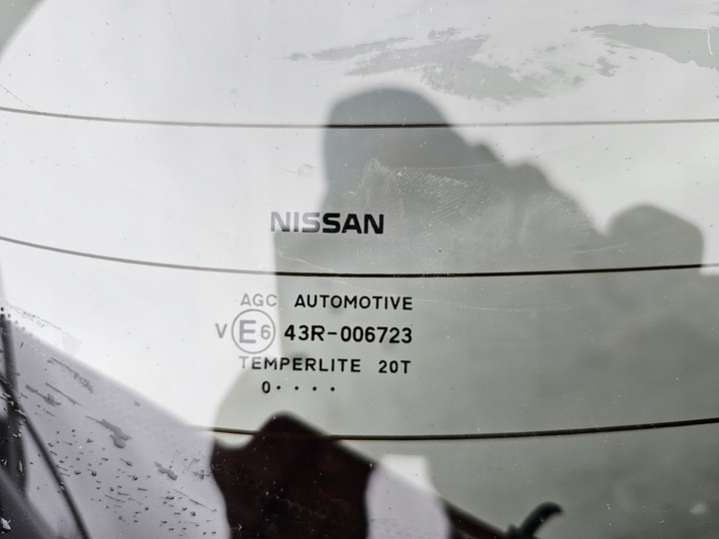 NISSAN
AGC AUTOMOTIVE
V E6 43R-006723
TEMPERLITE 20T
0····